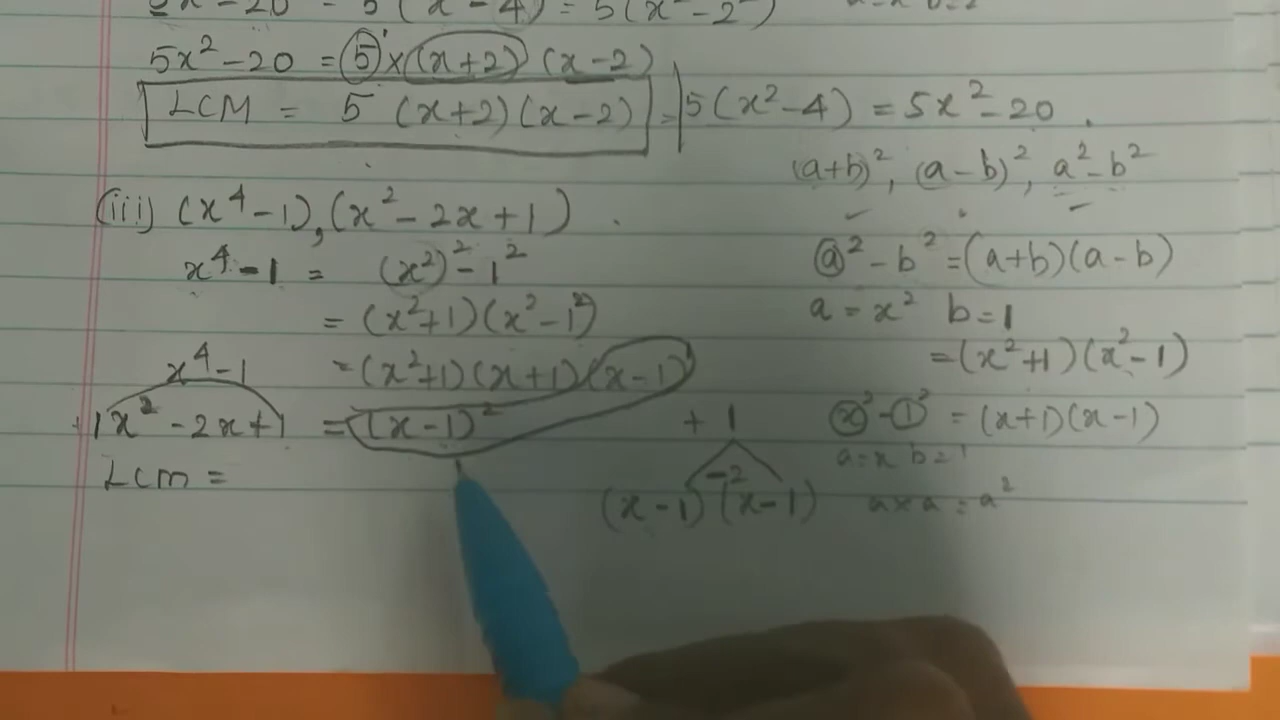 5x² - 20 = 5 × (x+2) (x-2)
LCM = 5 (x+2)(x-2) = 5(x²-4) = 5x²-20.
(a+b)², (a-b)², a²-b²
(iii) (x⁴-1), (x²-2x+1).
x⁴-1 = (x²)²-1²
a²-b² = (a+b)(a-b)
= (x²+1)(x²-1²)
a = x² b = 1
x⁴-1 = (x²+1)(x+1)(x-1)
= (x²+1)(x²-1)
1x²-2x+1 = (x-1)²
+1
x²-1² = (x+1)(x-1)
a=x b=1
LCM =
-2
(x-1)(x-1)
a×a = a²